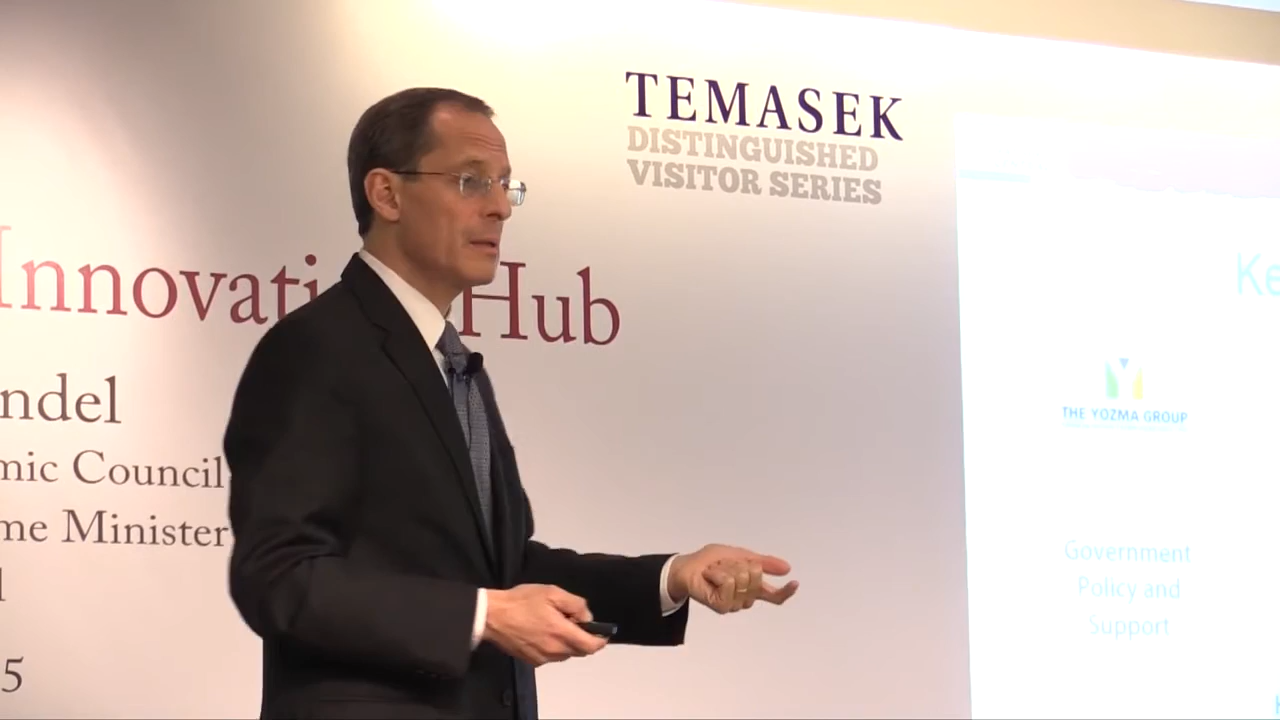 TEMASEK
DISTINGUISHED
VISITOR SERIES
Innovati Hub
ndel
mic Council
me Minister
l
5
Ke
THE YOZMA GROUP
Government
Policy and
Support